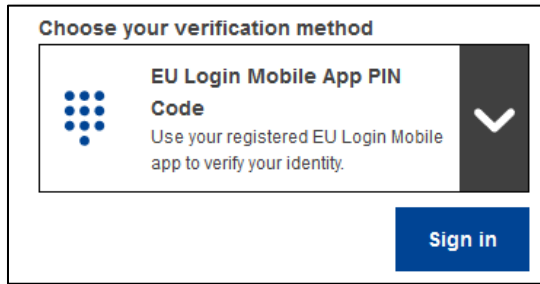 Choose your verification method
EU Login Mobile App PIN
Code
Use your registered EU Login Mobile
app to verify your identity.
Sign in